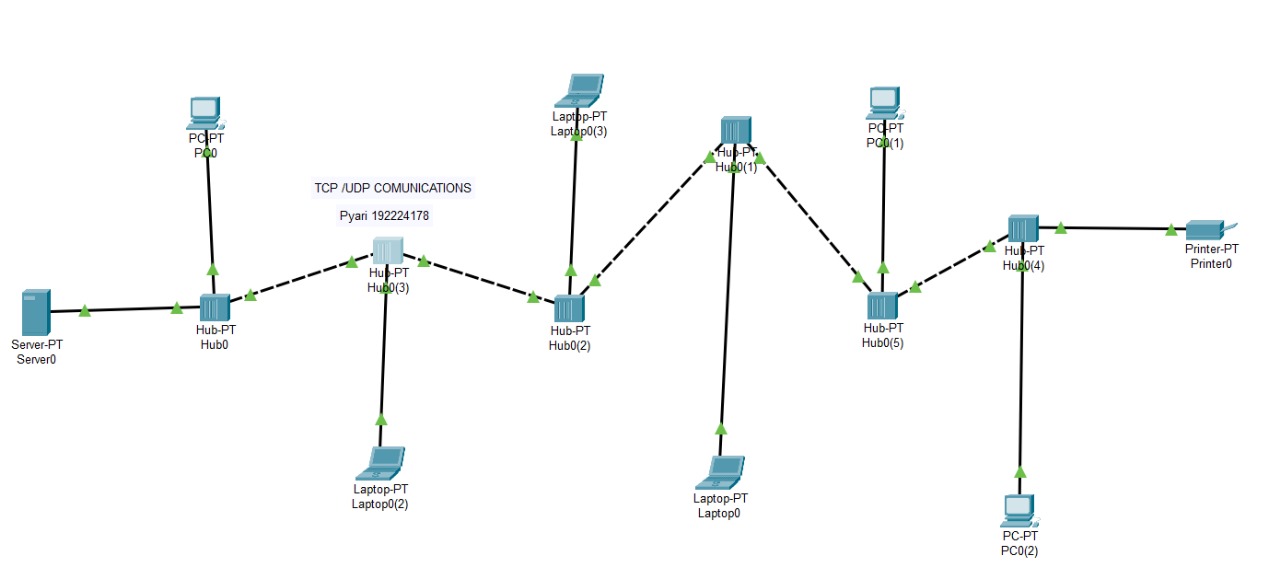 PC-PT
PC0
Laptop-PT
Laptop0(3)
Hub-PT
Hub0(1)
PC-PT
PC0(1)
TCP /UDP COMUNICATIONS
Pyari 192224178
Hub-PT
Hub0(3)
Hub-PT
Hub0(4)
Printer-PT
Printer0
Server-PT
Server0
Hub-PT
Hub0
Hub-PT
Hub0(2)
Hub-PT
Hub0(5)
Laptop-PT
Laptop0(2)
Laptop-PT
Laptop0
PC-PT
PC0(2)